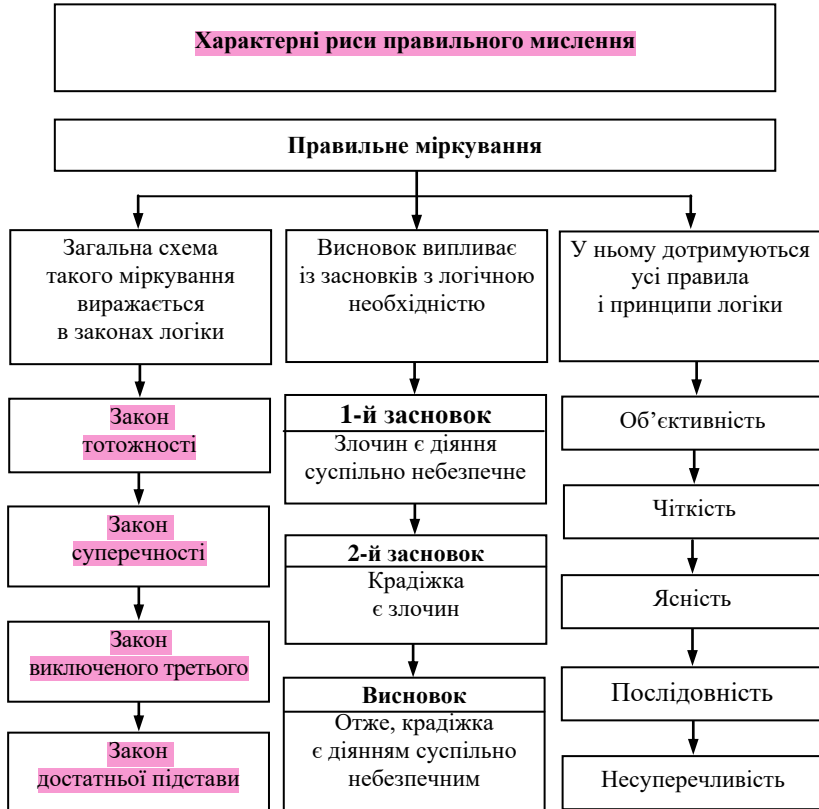 Характерні риси правильного мислення
Правильне міркування
Загальна схема
такого міркування
виражається
в законах логіки
Закон
тотожності
Закон
суперечності
Закон
виключеного третього
Закон
достатньої підстави
Висновок випливає
із засновків з логічною
необхідністю
1-й засновок
Злочин є діяння
суспільно небезпечне
2-й засновок
Крадіжка
є злочин
Висновок
Отже, крадіжка
є діянням суспільно
небезпечним
У ньому дотримуються
усі правила
і принципи логіки
Об’єктивність
Чіткість
Ясність
Послідовність
Несуперечливість